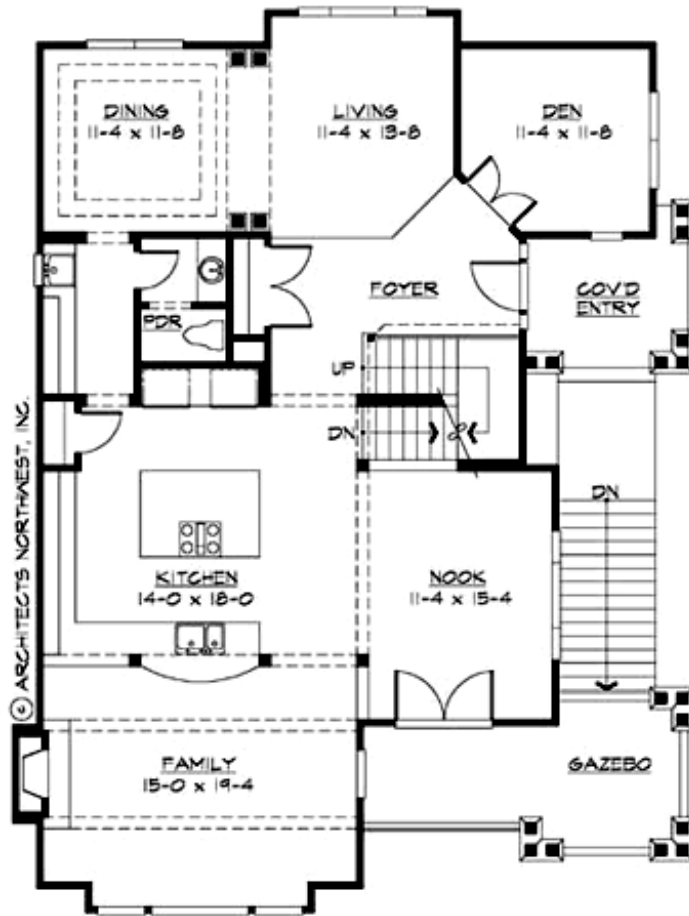 DINING
11-4 x 11-8
LIVING
11-4 x 13-8
DEN
11-4 x 11-8
PDR
FOYER
COV'D
ENTRY
UP
DN
DN
KITCHEN
14-0 x 18-0
NOOK
11-4 x 15-4
FAMILY
15-0 x 19-4
GAZEBO
© ARCHITECTS NORTHWEST, INC.